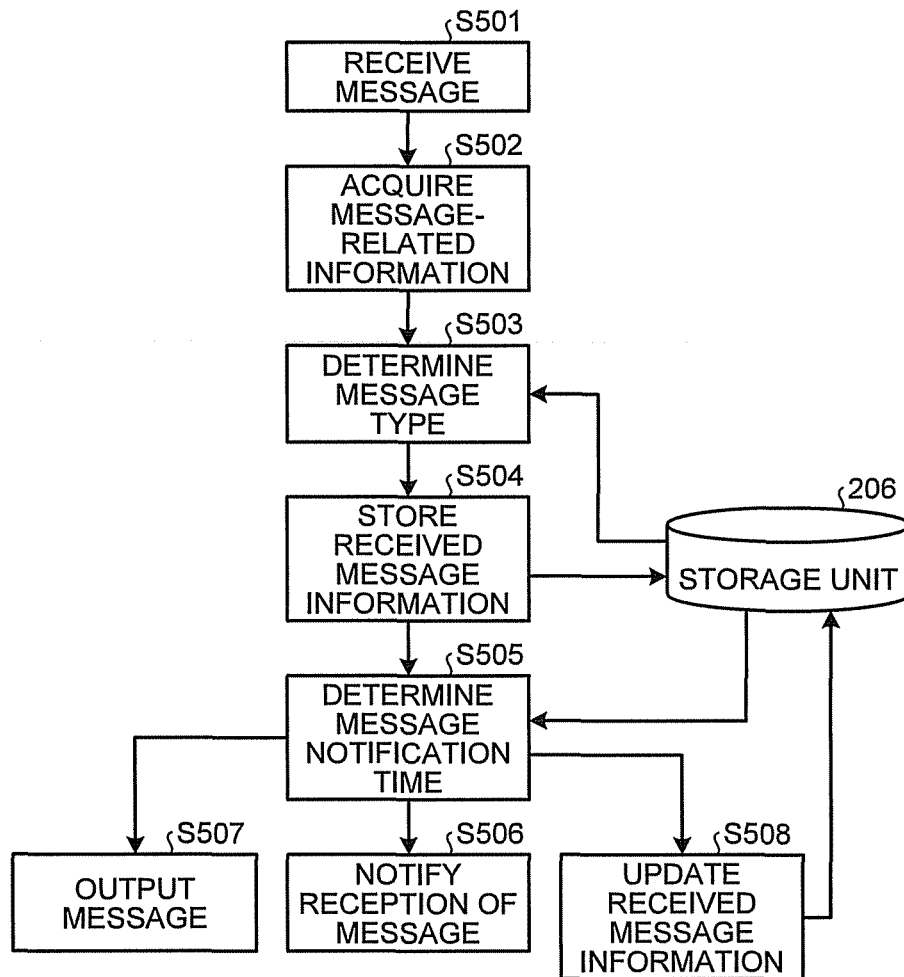 S501
RECEIVE
MESSAGE
S502
ACQUIRE
MESSAGE-
RELATED
INFORMATION
S503
DETERMINE
MESSAGE
TYPE
S504
STORE
RECEIVED
MESSAGE
INFORMATION
206
STORAGE UNIT
S505
DETERMINE
MESSAGE
NOTIFICATION
TIME
S507
OUTPUT
MESSAGE
S506
NOTIFY
RECEPTION OF
MESSAGE
S508
UPDATE
RECEIVED
MESSAGE
INFORMATION